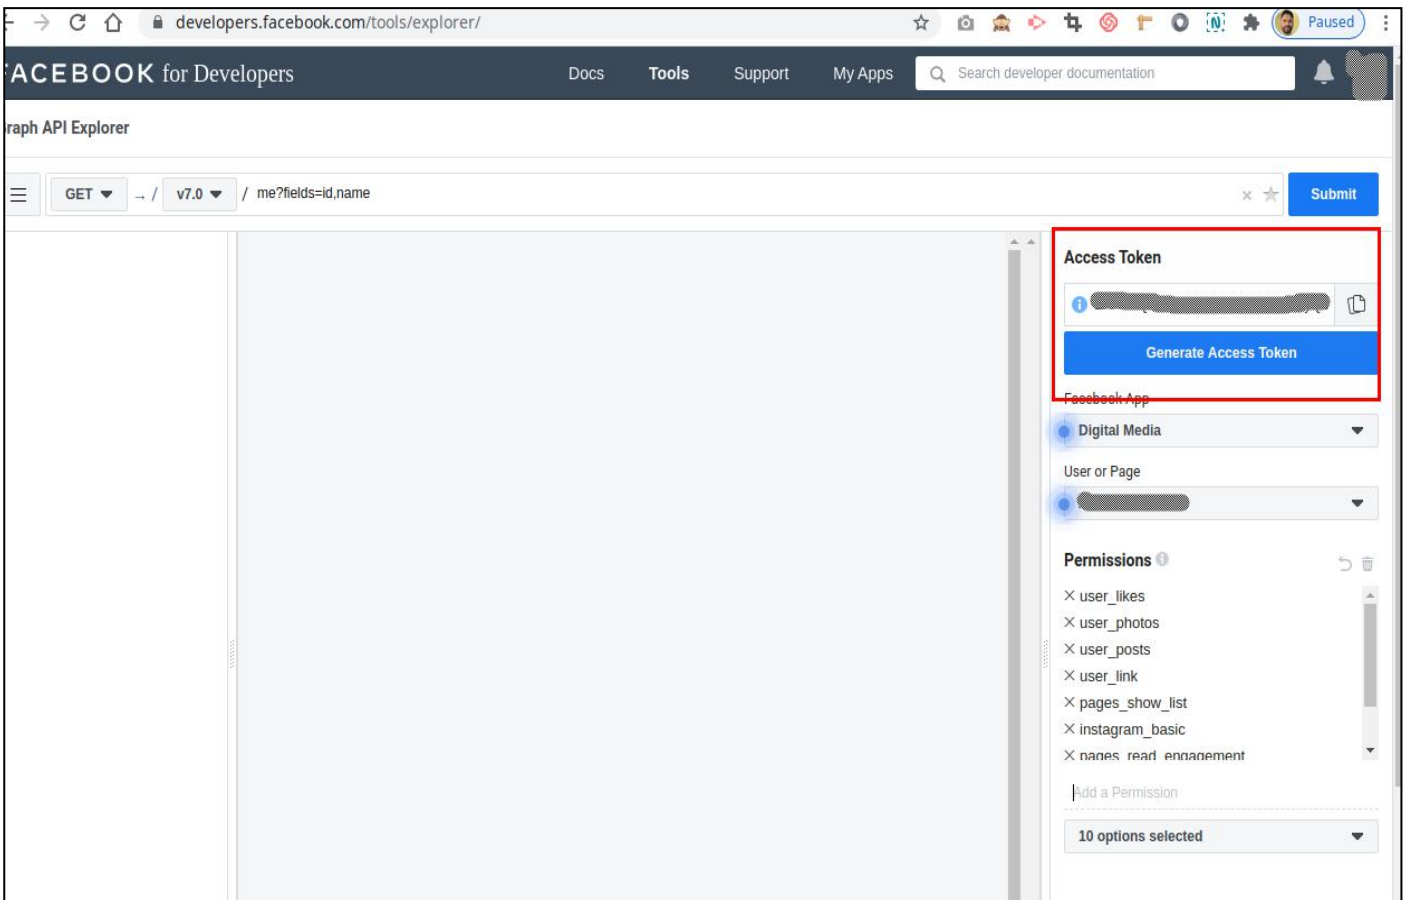 developers.facebook.com/tools/explorer/
Paused
FACEBOOK for Developers
Docs
Tools
Support
My Apps
Search developer documentation
raph API Explorer
GET → / v7.0 / me?fields=id,name
Submit
Access Token
Generate Access Token
Facebook App
Digital Media
User or Page
Permissions
user_likes
user_photos
user_posts
user_link
pages_show_list
instagram_basic
pages_read_engagement
Add a Permission
10 options selected